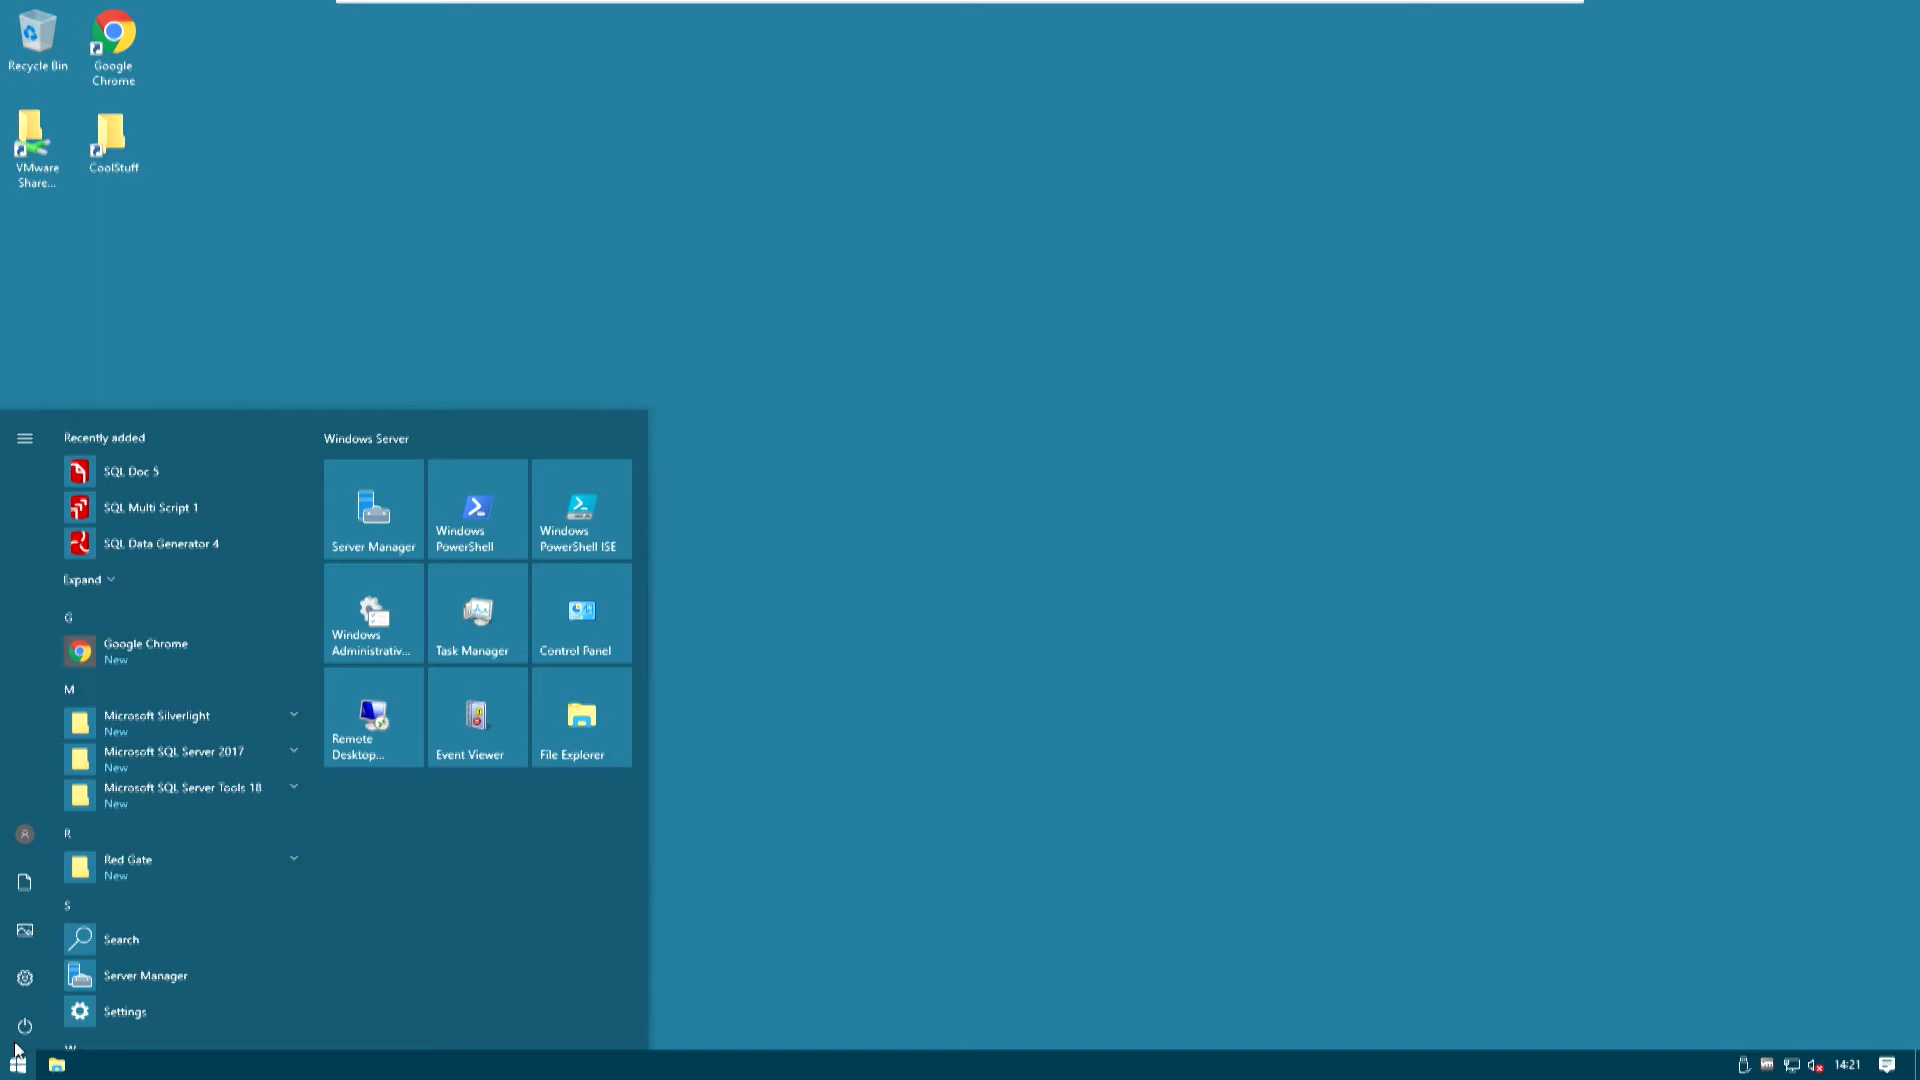 Recycle Bin
Google
Chrome
VMware
Share...
CoolStuff
Recently added
SQL Doc 5
SQL Multi Script 1
SQL Data Generator 4
Expand
G
Google Chrome
New
M
Microsoft Silverlight
New
Microsoft SQL Server 2017
New
Microsoft SQL Server Tools 18
New
R
Red Gate
New
S
Search
Server Manager
Settings
W
Windows Server
Server Manager
Windows
PowerShell
Windows
PowerShell ISE
Windows
Administrativ...
Task Manager
Control Panel
Remote
Desktop...
Event Viewer
File Explorer
14:21